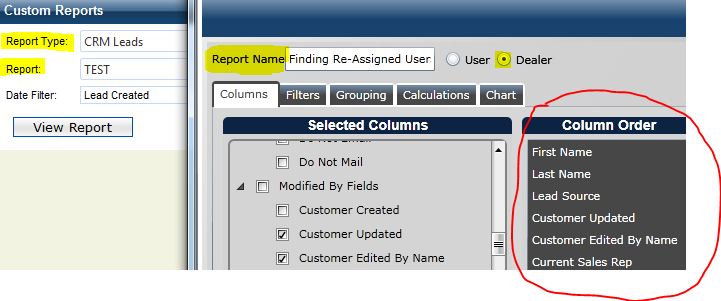 Custom Reports
Report Type: CRM Leads
Report: TEST
Date Filter: Lead Created
View Report
Report Name Finding Re-Assigned User User Dealer
Columns Filters Grouping Calculations Chart
Selected Columns
Do Not Email
Do Not Mail
Modified By Fields
Customer Created
Customer Updated
Customer Edited By Name
Column Order
First Name
Last Name
Lead Source
Customer Updated
Customer Edited By Name
Current Sales Rep